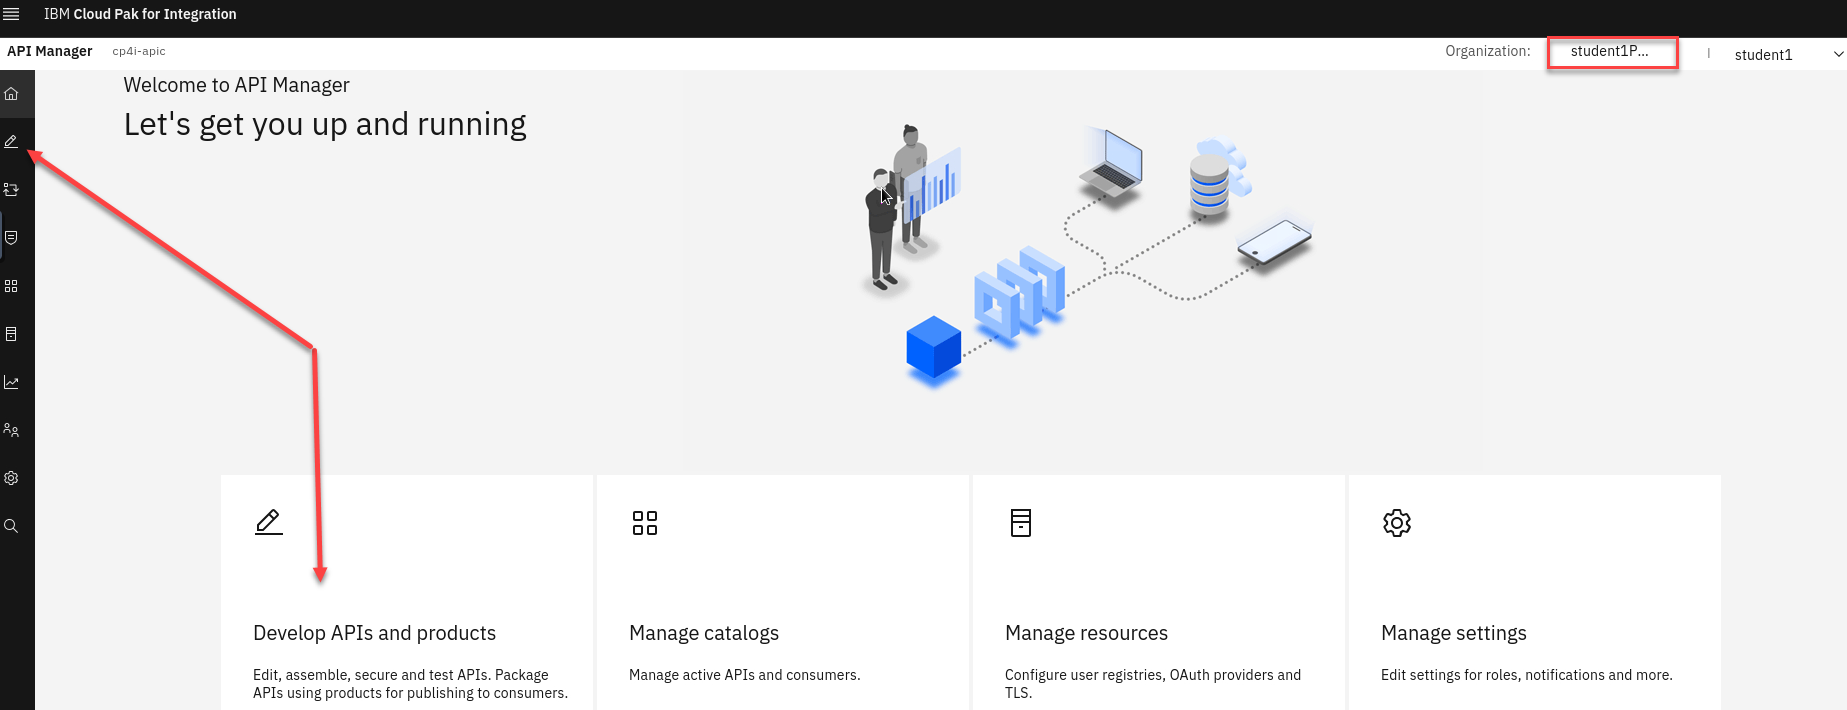 IBM Cloud Pak for Integration
API Manager cp4i-apic Organization: student1P... | student1
Welcome to API Manager
Let's get you up and running
Develop APIs and products
Edit, assemble, secure and test APIs. Package
APIs using products for publishing to consumers.
Manage catalogs
Manage active APIs and consumers.
Manage resources
Configure user registries, OAuth providers and
TLS.
Manage settings
Edit settings for roles, notifications and more.